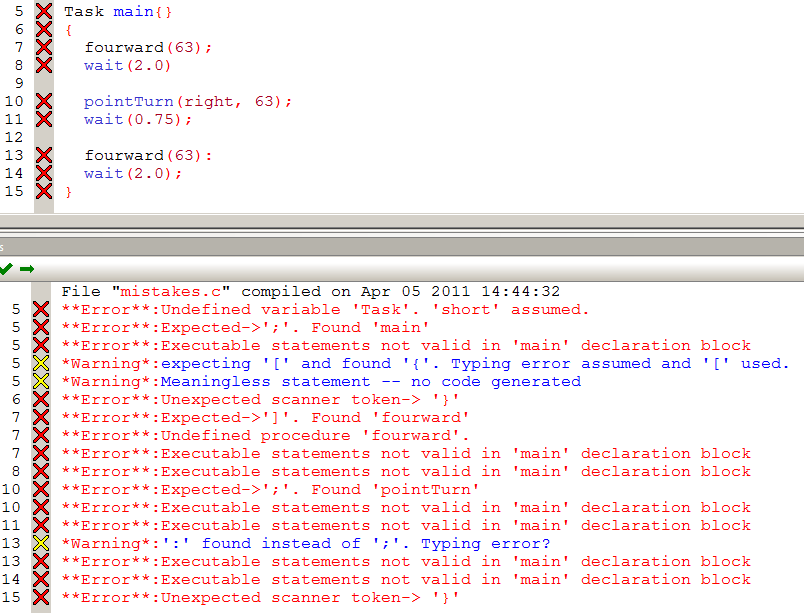 5 Task main{}
6 {
7 fourward(63);
8 wait(2.0)
9
10 pointTurn(right, 63);
11 wait(0.75);
12
13 fourward(63):
14 wait(2.0);
15 }
s
File "mistakes.c" compiled on Apr 05 2011 14:44:32
5 **Error**:Undefined variable 'Task'. 'short' assumed.
5 **Error**:Expected->';'. Found 'main'
5 **Error**:Executable statements not valid in 'main' declaration block
5 *Warning*:expecting '[' and found '{'. Typing error assumed and '[' used.
5 *Warning*:Meaningless statement -- no code generated
6 **Error**:Unexpected scanner token-> '}'
7 **Error**:Expected->']'. Found 'fourward'
7 **Error**:Undefined procedure 'fourward'.
7 **Error**:Executable statements not valid in 'main' declaration block
8 **Error**:Executable statements not valid in 'main' declaration block
10 **Error**:Expected->';'. Found 'pointTurn'
10 **Error**:Executable statements not valid in 'main' declaration block
11 **Error**:Executable statements not valid in 'main' declaration block
13 *Warning*:':' found instead of ';'. Typing error?
13 **Error**:Executable statements not valid in 'main' declaration block
14 **Error**:Executable statements not valid in 'main' declaration block
15 **Error**:Unexpected scanner token-> '}'